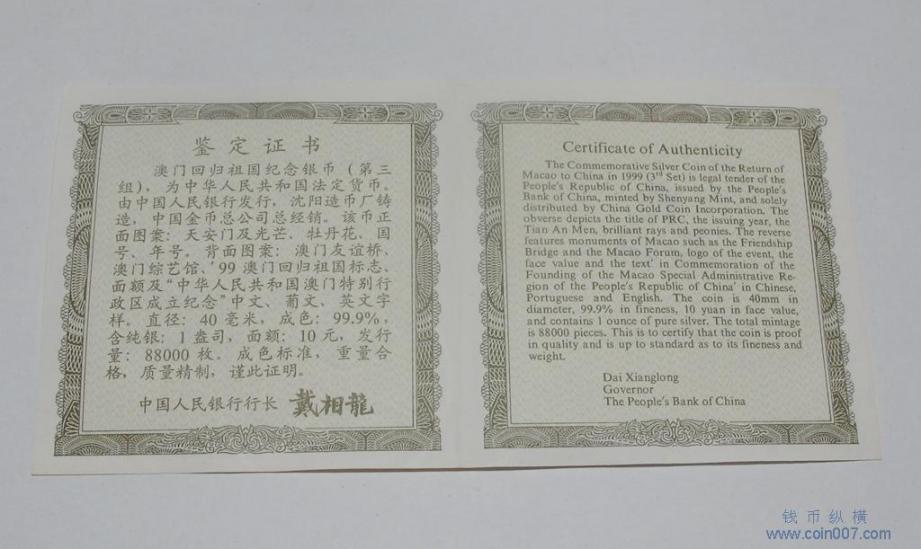 鉴定证书
澳门回归祖国纪念银币（第三
组），为中华人民共和国法定货币。
由中国人民银行发行，沈阳造币厂铸
造，中国金币总公司总经销。该币正
面图案：天安门及光芒、牡丹花、国
号、年号。背面图案：澳门友谊桥、
澳门综艺馆、'99澳门回归祖国标志、
面额及“中华人民共和国澳门特别行
政区成立纪念”中文、葡文、英文字
样。直径：40毫米，成色：99.9%，
含纯银：1盎司，面额：10元，发行
量：88000枚。成色标准，重量合
格，质量精制，谨此证明。
中国人民银行行长 戴相龍
Certificate of Authenticity
The Commemorative Silver Coin of the Return of
Macao to China in 1999 (3rd Set) is legal tender of the
People's Republic of China, issued by the People's
Bank of China, minted by Shenyang Mint, and solely
distributed by China Gold Coin Incorporation. The
obverse depicts the title of PRC, the issuing year, the
Tian An Men, brilliant rays and peonies. The reverse
features monuments of Macao such as the Friendship
Bridge and the Macao Forum, logo of the event, the
face value and the text' in Commemoration of the
Founding of the Macao Special Administrative Re-
gion of the People's Republic of China' in Chinese,
Portuguese and English. The coin is 40mm in
diameter, 99.9% in fineness, 10 yuan in face value,
and contains 1 ounce of pure silver. The total mintage
is 88000 pieces. This is to certify that the coin is proof
in quality and is up to standard as to its fineness and
weight.
Dai Xianglong
Governor
The People's Bank of China
钱币纵横
www.coin007.com